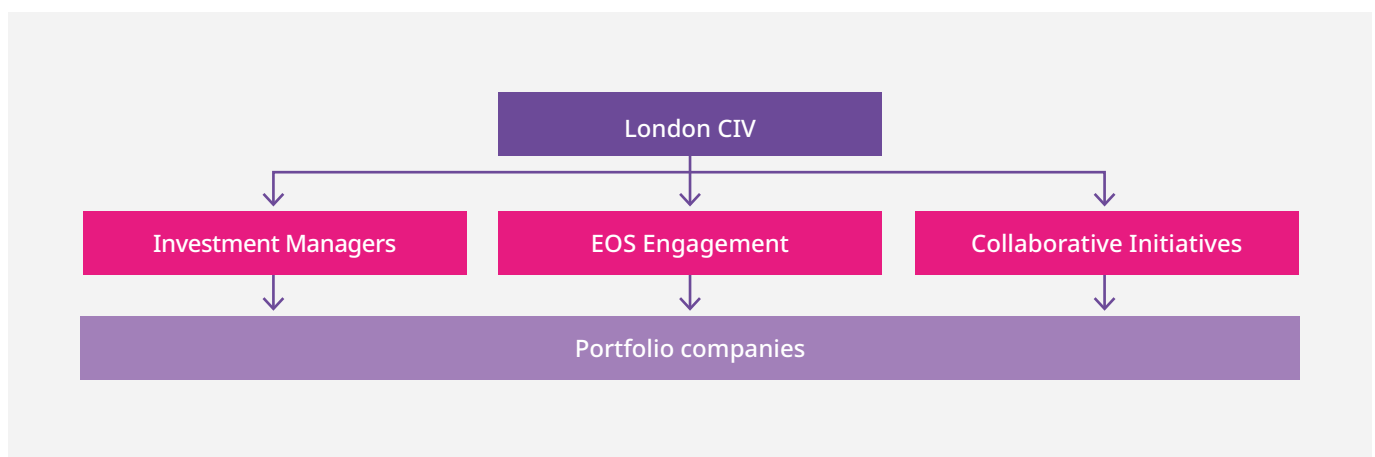 London CIV
Investment Managers
EOS Engagement
Collaborative Initiatives
Portfolio companies